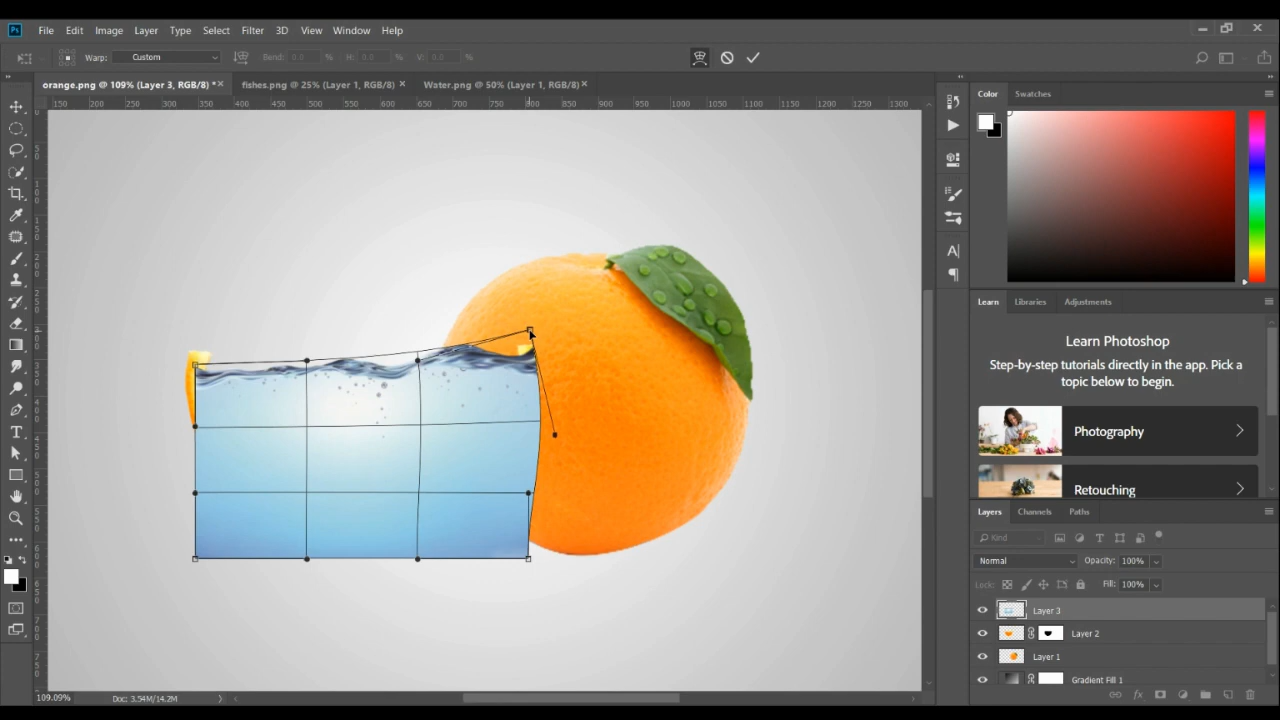 Ps File Edit Image Layer Type Select Filter 3D View Window Help
Warp: Custom Bend: 0.0 % H: 0.0 % V: 0.0 %
orange.png @ 109% (Layer 3, RGB/8) * × fishes.png @ 25% (Layer 1, RGB/8) × Water.png @ 50% (Layer 1, RGB/8) ×
150 200 250 300 350 400 450 500 550 600 650 700 750 800 850 900 950 1000 1050 1100 1150 1200 1250 1300
Color Swatches
Learn Libraries Adjustments
Learn Photoshop
Step-by-step tutorials directly in the app. Pick a
topic below to begin.
Photography
Retouching
Layers Channels Paths
Kind
Normal Opacity: 100%
Lock: Fill: 100%
Layer 3
Layer 2
Layer 1
Gradient Fill 1
109.09% Doc: 3.54M/14.2M